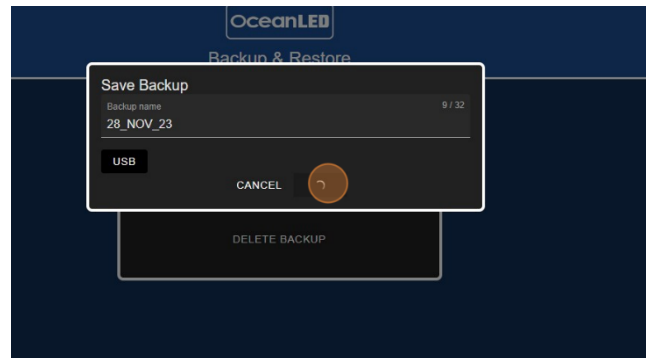 OceanLED
Backup & Restore
Save Backup
Backup name
9 / 32
28_NOV_23
USB
CANCEL
DELETE BACKUP